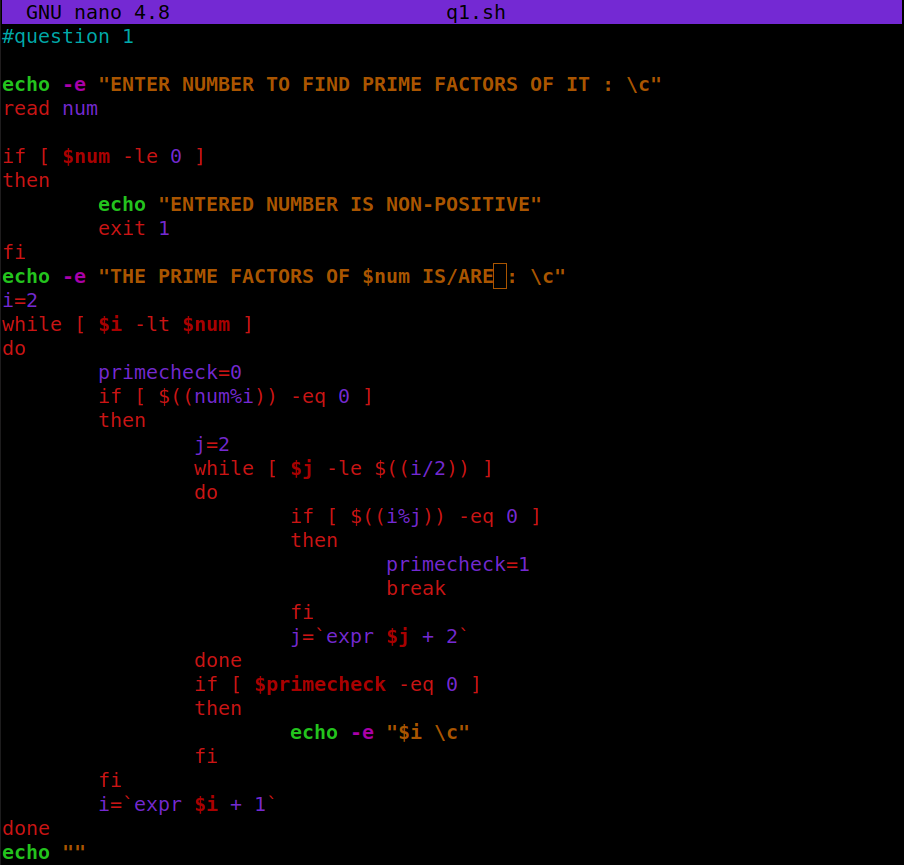 GNU nano 4.8 q1.sh
#question 1
echo -e "ENTER NUMBER TO FIND PRIME FACTORS OF IT : \c"
read num
if [ $num -le 0 ]
then
echo "ENTERED NUMBER IS NON-POSITIVE"
exit 1
fi
echo -e "THE PRIME FACTORS OF $num IS/ARE : \c"
i=2
while [ $i -lt $num ]
do
primecheck=0
if [ $((num%i)) -eq 0 ]
then
j=2
while [ $j -le $((i/2)) ]
do
if [ $((i%j)) -eq 0 ]
then
primecheck=1
break
fi
j=`expr $j + 2`
done
if [ $primecheck -eq 0 ]
then
echo -e "$i \c"
fi
fi
i=`expr $i + 1`
done
echo ""